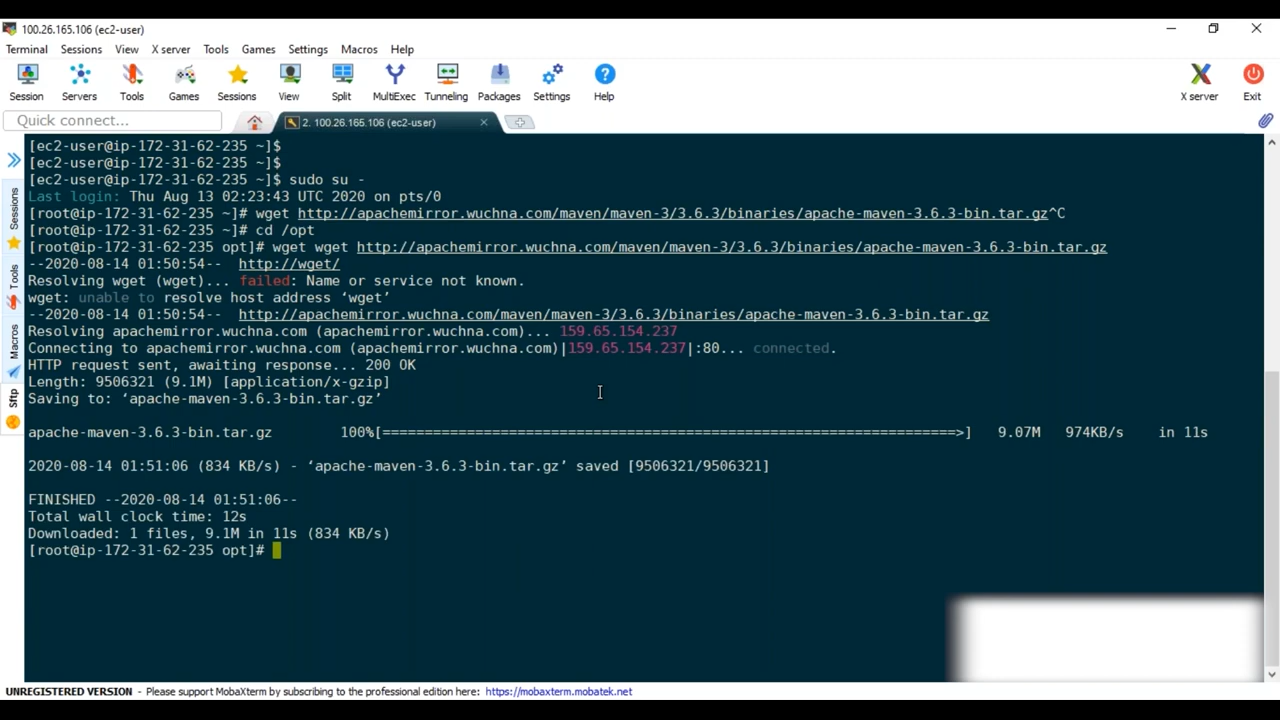 100.26.165.106 (ec2-user)
Terminal Sessions View X server Tools Games Settings Macros Help
Session Servers Tools Games Sessions View Split MultiExec Tunneling Packages Settings Help X server Exit
Quick connect... 2. 100.26.165.106 (ec2-user)
Sessions
Tools
Macros
Sftp
[ec2-user@ip-172-31-62-235 ~]$
[ec2-user@ip-172-31-62-235 ~]$
[ec2-user@ip-172-31-62-235 ~]$ sudo su -
Last login: Thu Aug 13 02:23:43 UTC 2020 on pts/0
[root@ip-172-31-62-235 ~]# wget http://apachemirror.wuchna.com/maven/maven-3/3.6.3/binaries/apache-maven-3.6.3-bin.tar.gz^C
[root@ip-172-31-62-235 ~]# cd /opt
[root@ip-172-31-62-235 opt]# wget wget http://apachemirror.wuchna.com/maven/maven-3/3.6.3/binaries/apache-maven-3.6.3-bin.tar.gz
--2020-08-14 01:50:54-- http://wget/
Resolving wget (wget)... failed: Name or service not known.
wget: unable to resolve host address ‘wget’
--2020-08-14 01:50:54-- http://apachemirror.wuchna.com/maven/maven-3/3.6.3/binaries/apache-maven-3.6.3-bin.tar.gz
Resolving apachemirror.wuchna.com (apachemirror.wuchna.com)... 159.65.154.237
Connecting to apachemirror.wuchna.com (apachemirror.wuchna.com)|159.65.154.237|:80... connected.
HTTP request sent, awaiting response... 200 OK
Length: 9506321 (9.1M) [application/x-gzip]
Saving to: ‘apache-maven-3.6.3-bin.tar.gz’
apache-maven-3.6.3-bin.tar.gz 100%[====================================================================>] 9.07M 974KB/s in 11s
2020-08-14 01:51:06 (834 KB/s) - ‘apache-maven-3.6.3-bin.tar.gz’ saved [9506321/9506321]
FINISHED --2020-08-14 01:51:06--
Total wall clock time: 12s
Downloaded: 1 files, 9.1M in 11s (834 KB/s)
[root@ip-172-31-62-235 opt]#
UNREGISTERED VERSION - Please support MobaXterm by subscribing to the professional edition here: https://mobaxterm.mobatek.net